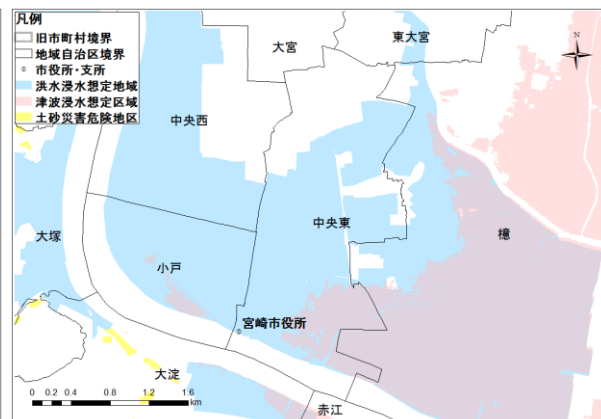 凡例
旧市町村境界
地域自治区境界
市役所・支所
洪水浸水想定地域
津波浸水想定区域
土砂災害危険地区
大宮
東大宮
N
中央西
大塚
中央東
檍
小戸
宮崎市役所
大淀
赤江
0 0.2 0.4 0.8 1.2 1.6
km